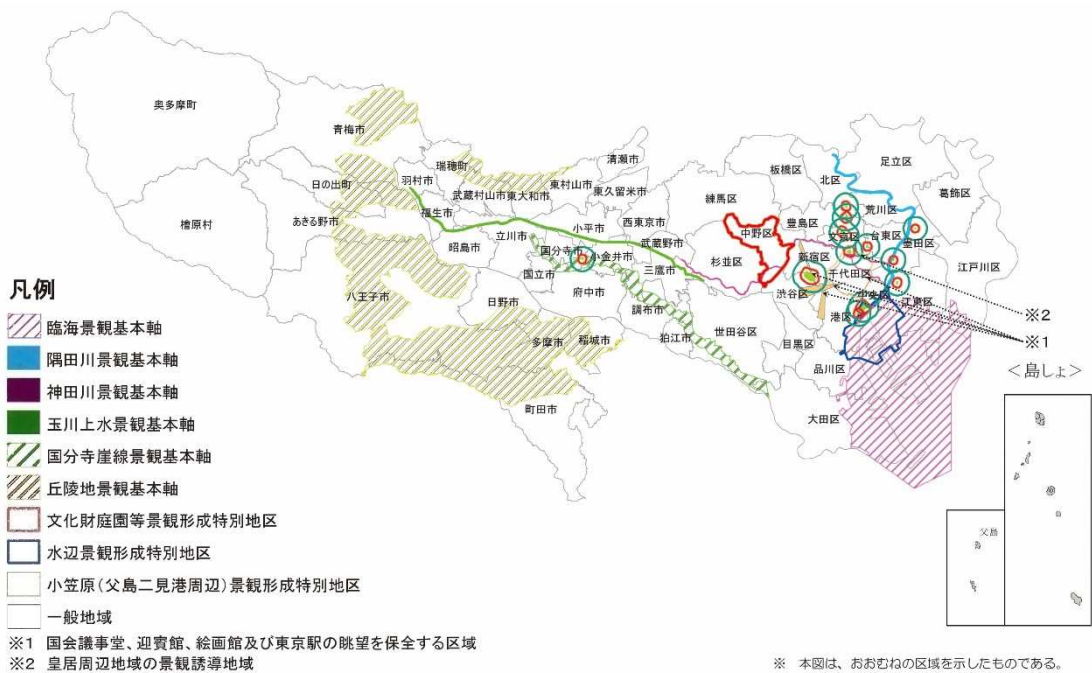 奥多摩町
青梅市
瑞穂町
清瀬市
板橋区
北区
足立区
羽村市
武蔵村山市
東大和市
東村山市
東久留米市
練馬区
葛飾区
日の出町
豊島区
荒川区
檜原村
あきる野市
福生市
小平市
西東京市
中野区
文京区
台東区
墨田区
昭島市
立川市
国分寺市
小金井市
武蔵野市
杉並区
新宿区
千代田区
江戸川区
国立市
三鷹市
渋谷区
中央区
江東区
八王子市
日野市
府中市
調布市
港区
※2
多摩市
稲城市
狛江市
世田谷区
目黒区
※1
品川区
<島しょ>
町田市
大田区
父島
凡例
臨海景観基本軸
隅田川景観基本軸
神田川景観基本軸
玉川上水景観基本軸
国分寺崖線景観基本軸
丘陵地景観基本軸
文化財庭園等景観形成特別地区
水辺景観形成特別地区
小笠原(父島二見港周辺)景観形成特別地区
一般地域
※1 国会議事堂、迎賓館、絵画館及び東京駅の眺望を保全する区域
※2 皇居周辺地域の景観誘導地域
※ 本図は、おおむねの区域を示したものである。